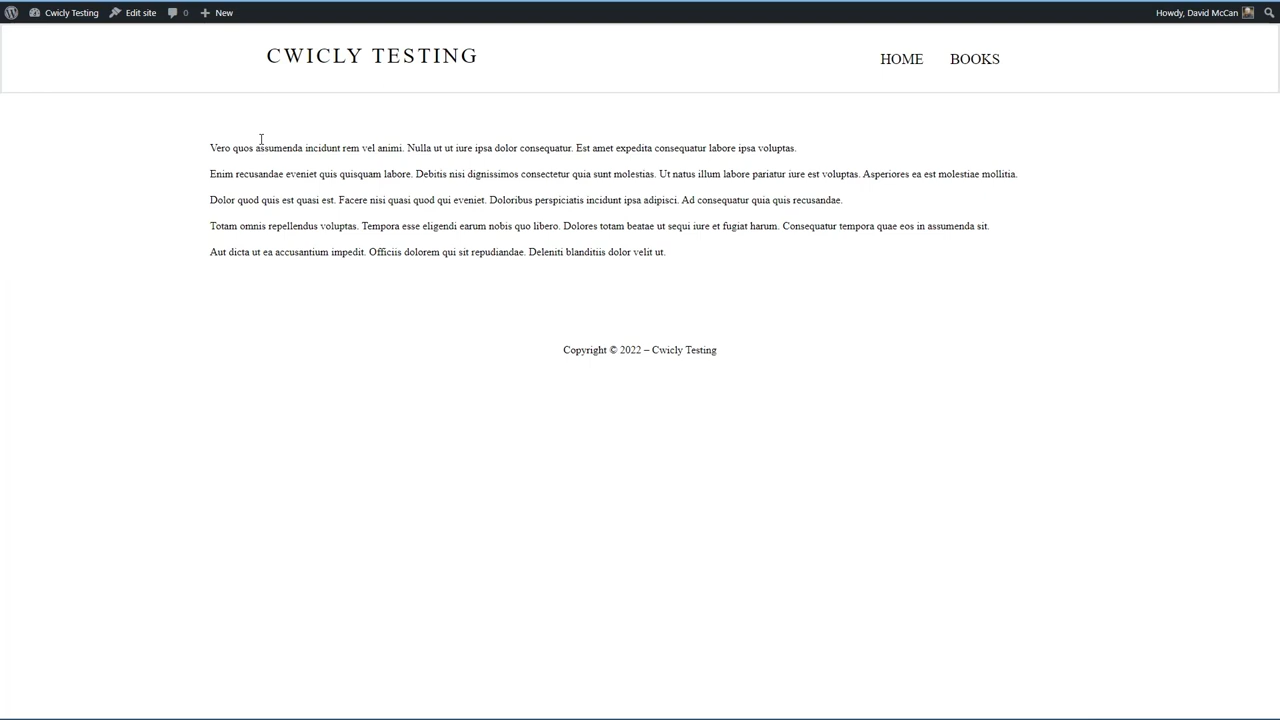 Cwicly Testing Edit site 0 New Howdy, David McCan
CWICLY TESTING HOME BOOKS
Vero quos assumenda incidunt rem vel animi. Nulla ut ut iure ipsa dolor consequatur. Est amet expedita consequatur labore ipsa voluptas.
Enim recusandae eveniet quis quisquam labore. Debitis nisi dignissimos consectetur quia sunt molestias. Ut natus illum labore pariatur iure est voluptas. Asperiores ea est molestiae mollitia.
Dolor quod quis est quasi est. Facere nisi quasi quod qui eveniet. Doloribus perspiciatis incidunt ipsa adipisci. Ad consequatur quia quis recusandae.
Totam omnis repellendus voluptas. Tempora esse eligendi earum nobis quo libero. Dolores totam beatae ut sequi iure et fugiat harum. Consequatur tempora quae eos in assumenda sit.
Aut dicta ut ea accusantium impedit. Officiis dolorem qui sit repudiandae. Deleniti blanditiis dolor velit ut.
Copyright © 2022 – Cwicly Testing